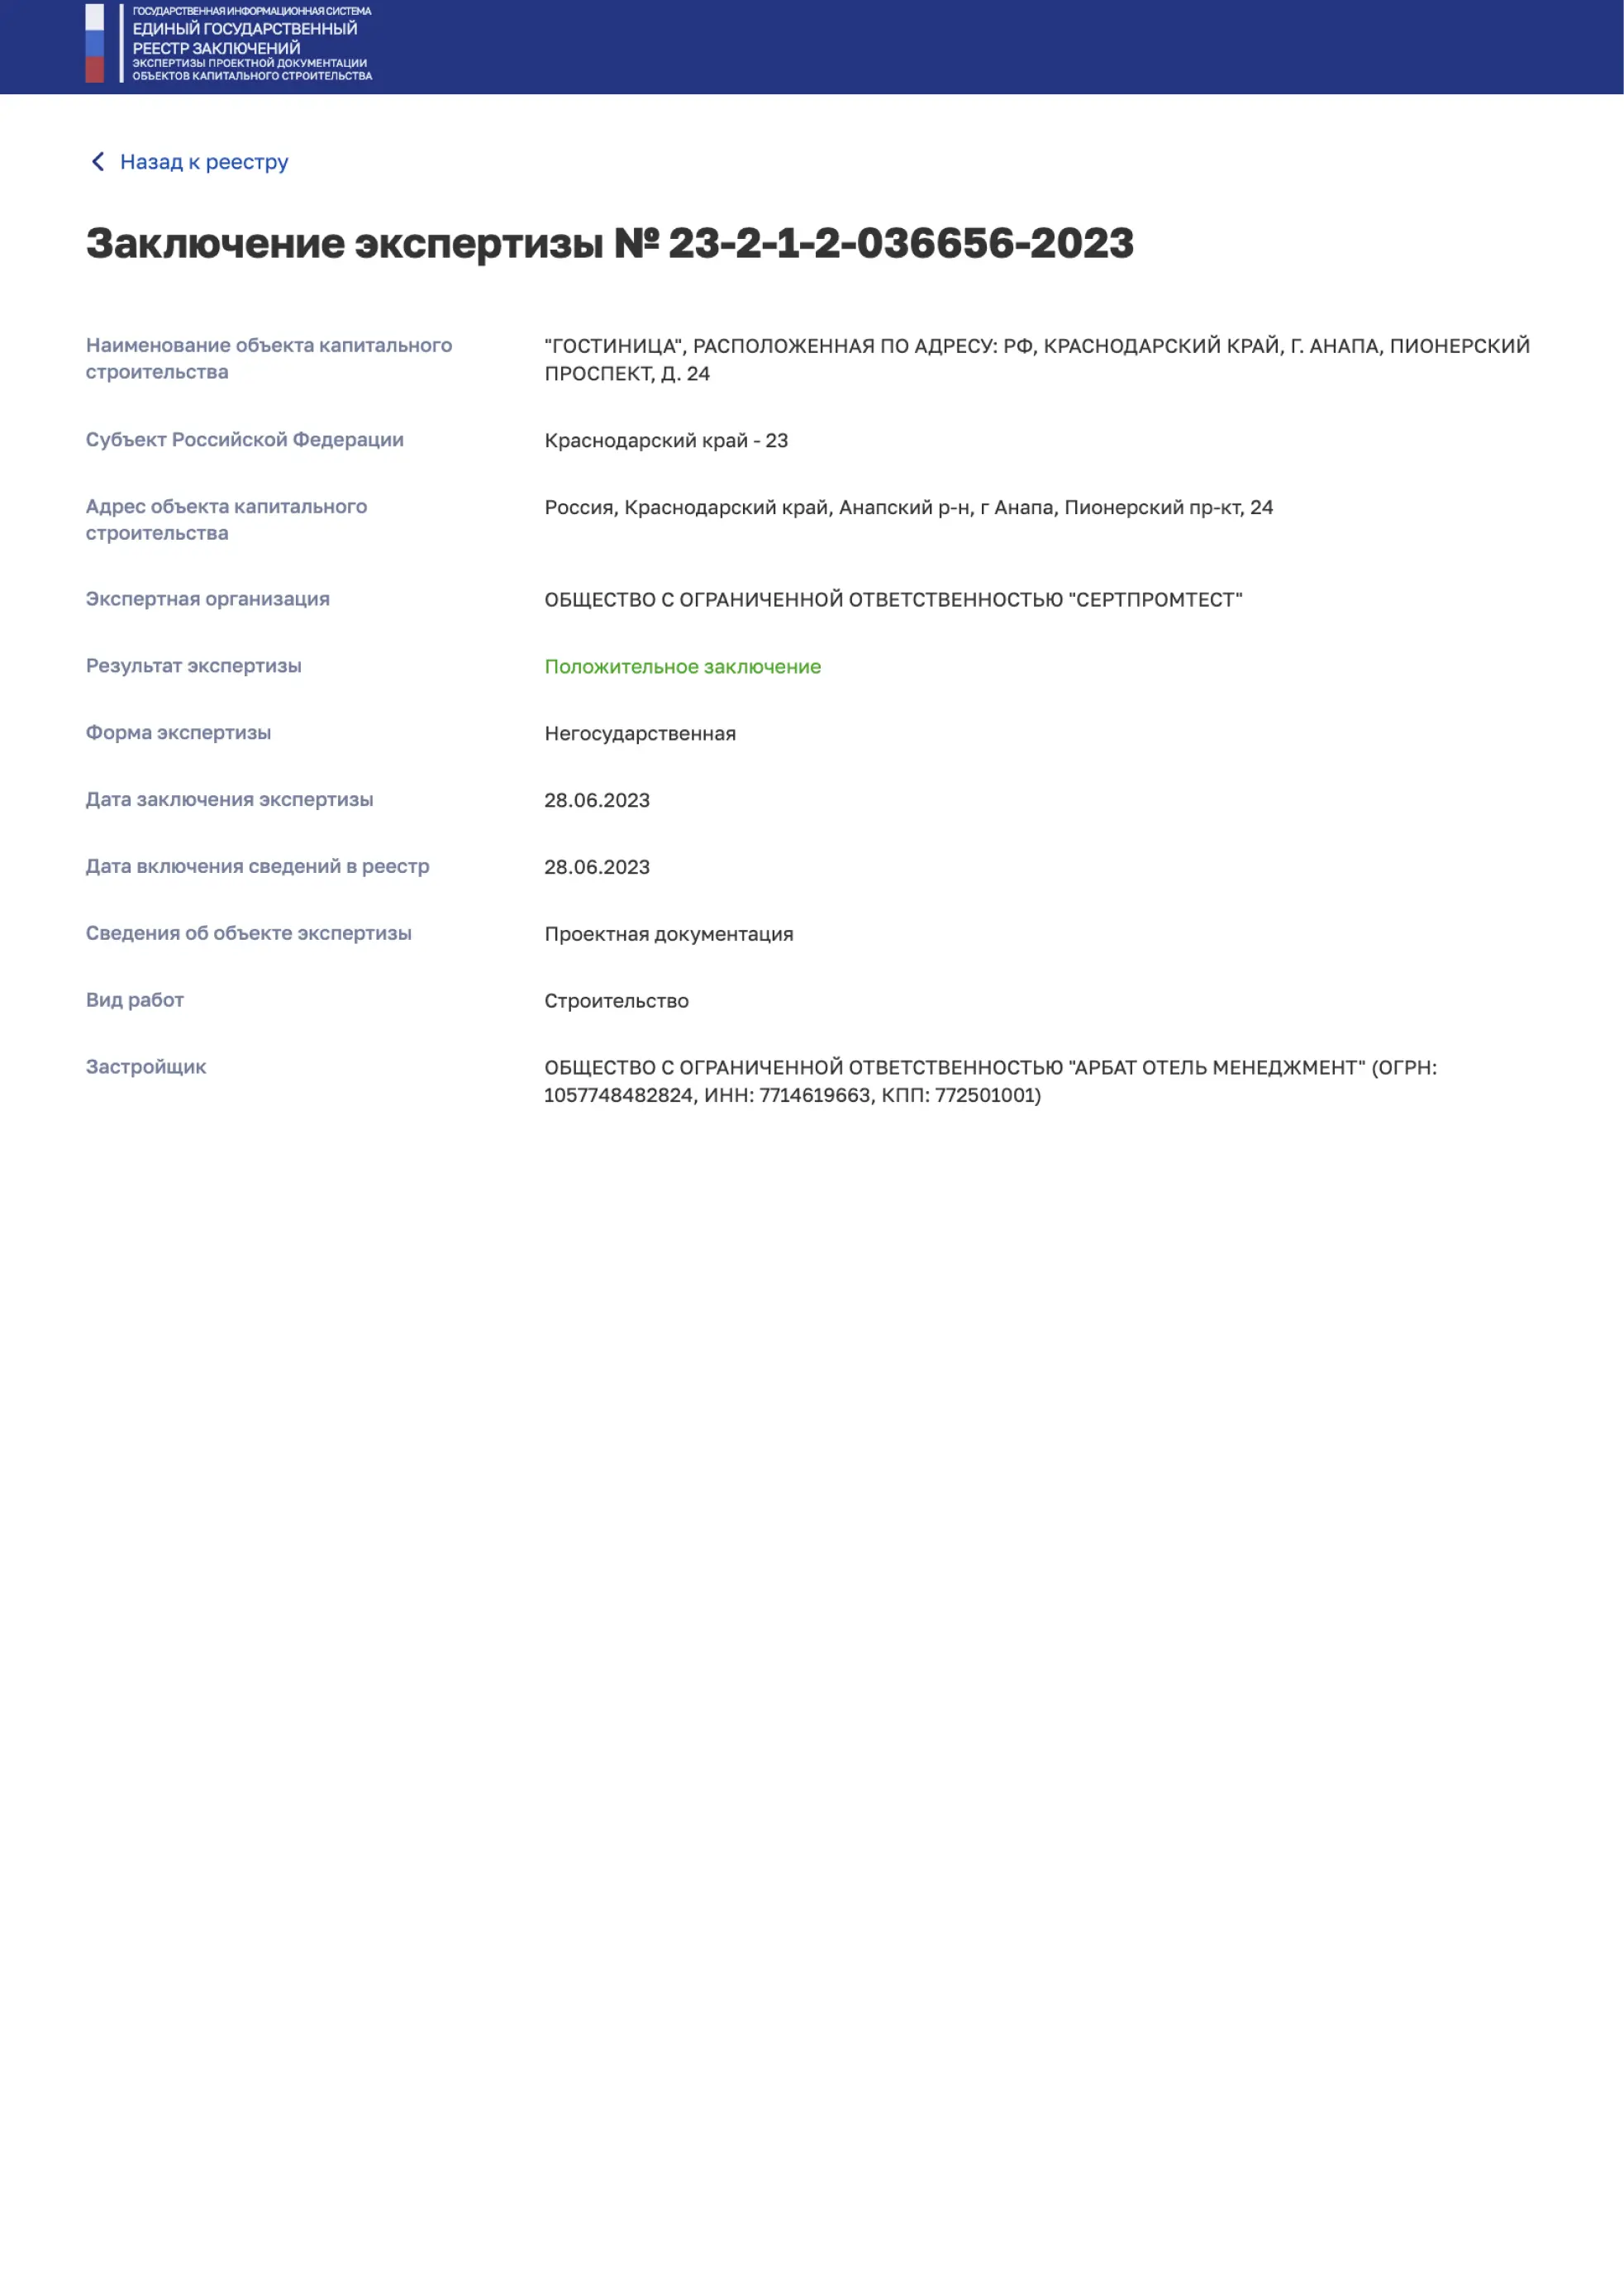 ГОСУДАРСТВЕННАЯ ИНФОРМАЦИОННАЯ СИСТЕМА
ЕДИНЫЙ ГОСУДАРСТВЕННЫЙ
РЕЕСТР ЗАКЛЮЧЕНИЙ
ЭКСПЕРТИЗЫ ПРОЕКТНОЙ ДОКУМЕНТАЦИИ
ОБЪЕКТОВ КАПИТАЛЬНОГО СТРОИТЕЛЬСТВА
Назад к реестру
Заключение экспертизы № 23-2-1-2-036656-2023
Наименование объекта капитального
строительства
"ГОСТИНИЦА", РАСПОЛОЖЕННАЯ ПО АДРЕСУ: РФ, КРАСНОДАРСКИЙ КРАЙ, Г. АНАПА, ПИОНЕРСКИЙ
ПРОСПЕКТ, Д. 24
Субъект Российской Федерации
Краснодарский край - 23
Адрес объекта капитального
строительства
Россия, Краснодарский край, Анапский р-н, г Анапа, Пионерский пр-кт, 24
Экспертная организация
ОБЩЕСТВО С ОГРАНИЧЕННОЙ ОТВЕТСТВЕННОСТЬЮ "СЕРТПРОМТЕСТ"
Результат экспертизы
Положительное заключение
Форма экспертизы
Негосударственная
Дата заключения экспертизы
28.06.2023
Дата включения сведений в реестр
28.06.2023
Сведения об объекте экспертизы
Проектная документация
Вид работ
Строительство
Застройщик
ОБЩЕСТВО С ОГРАНИЧЕННОЙ ОТВЕТСТВЕННОСТЬЮ "АРБАТ ОТЕЛЬ МЕНЕДЖМЕНТ" (ОГРН:
1057748482824, ИНН: 7714619663, КПП: 772501001)